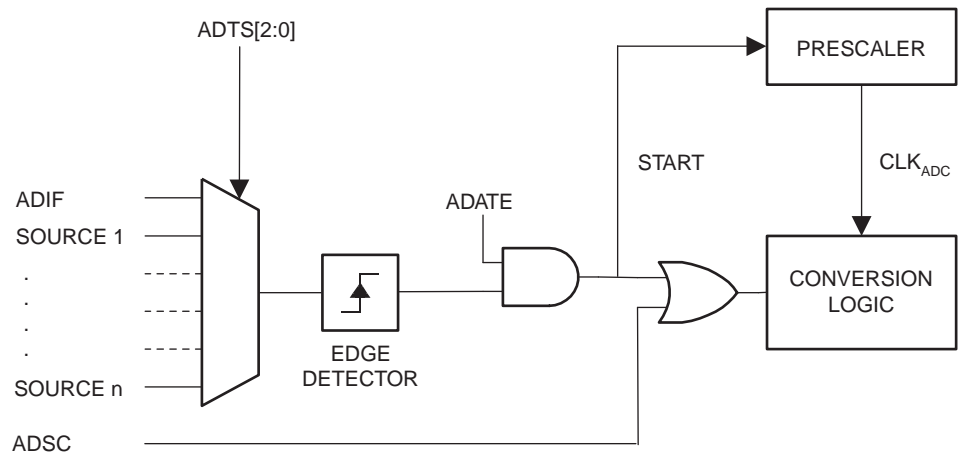 ADTS[2:0]
PRESCALER
START
CLKADC
ADIF
ADATE
SOURCE 1
.
.
.
.
CONVERSION
LOGIC
EDGE
DETECTOR
SOURCE n
ADSC